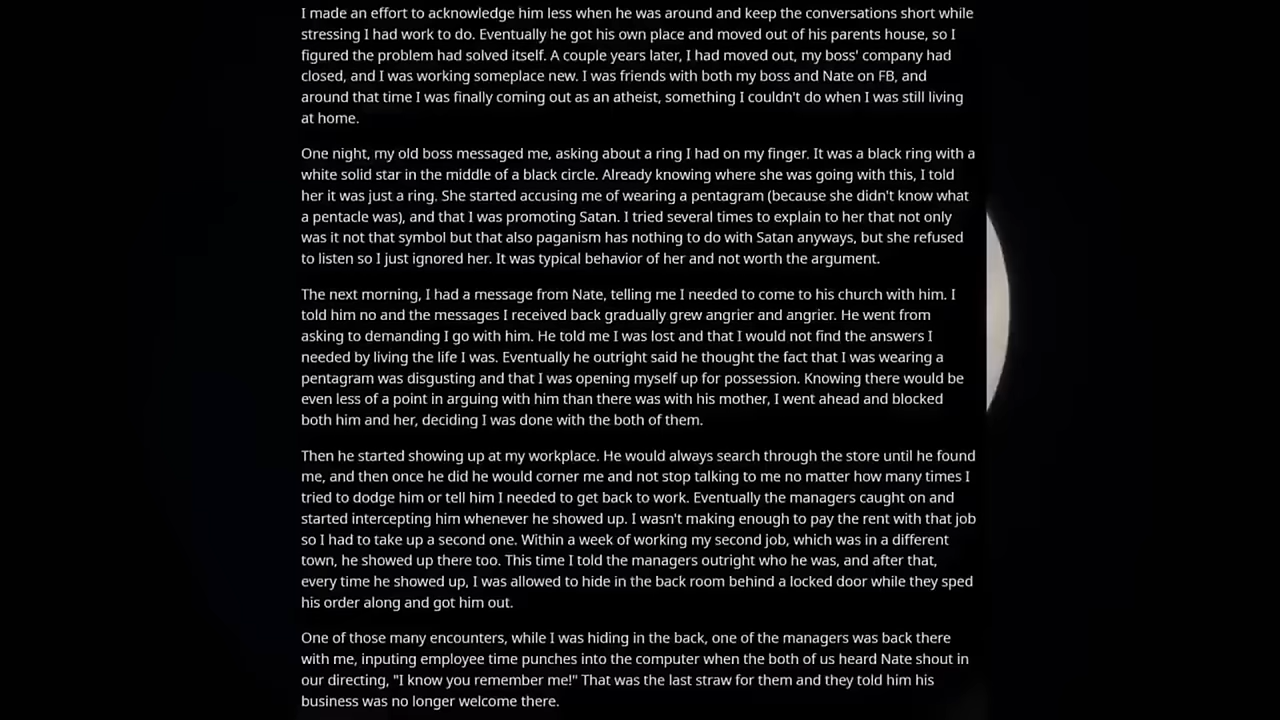 I made an effort to acknowledge him less when he was around and keep the conversations short while
stressing I had work to do. Eventually he got his own place and moved out of his parents house, so I
figured the problem had solved itself. A couple years later, I had moved out, my boss' company had
closed, and I was working someplace new. I was friends with both my boss and Nate on FB, and
around that time I was finally coming out as an atheist, something I couldn't do when I was still living
at home.
One night, my old boss messaged me, asking about a ring I had on my finger. It was a black ring with a
white solid star in the middle of a black circle. Already knowing where she was going with this, I told
her it was just a ring. She started accusing me of wearing a pentagram (because she didn't know what
a pentacle was), and that I was promoting Satan. I tried several times to explain to her that not only
was it not that symbol but that also paganism has nothing to do with Satan anyways, but she refused
to listen so I just ignored her. It was typical behavior of her and not worth the argument.
The next morning, I had a message from Nate, telling me I needed to come to his church with him. I
told him no and the messages I received back gradually grew angrier and angrier. He went from
asking to demanding I go with him. He told me I was lost and that I would not find the answers I
needed by living the life I was. Eventually he outright said he thought the fact that I was wearing a
pentagram was disgusting and that I was opening myself up for possession. Knowing there would be
even less of a point in arguing with him than there was with his mother, I went ahead and blocked
both him and her, deciding I was done with the both of them.
Then he started showing up at my workplace. He would always search through the store until he found
me, and then once he did he would corner me and not stop talking to me no matter how many times I
tried to dodge him or tell him I needed to get back to work. Eventually the managers caught on and
started intercepting him whenever he showed up. I wasn't making enough to pay the rent with that job
so I had to take up a second one. Within a week of working my second job, which was in a different
town, he showed up there too. This time I told the managers outright who he was, and after that,
every time he showed up, I was allowed to hide in the back room behind a locked door while they sped
his order along and got him out.
One of those many encounters, while I was hiding in the back, one of the managers was back there
with me, inputing employee time punches into the computer when the both of us heard Nate shout in
our directing, "I know you remember me!" That was the last straw for them and they told him his
business was no longer welcome there.